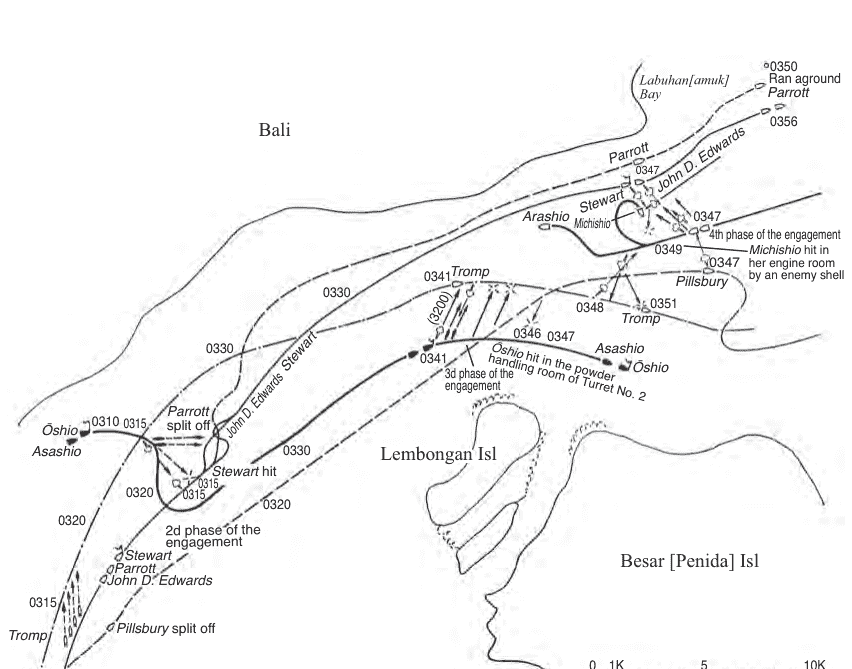 0350
Ran aground
Parrott
0356
Labuhan[amuk]
Bay
Bali
Parrott
0347
John D. Edwards
Stewart
Michishio
Arashio
0347
4th phase of the engagement
0349
Michishio hit in
her engine room
by an enemy shell
0347
Pillsbury
0341 Tromp
0330
(3200)
0348
0351
Tromp
0346
0347
0330
0341
Ōshio hit in the powder
handling room of Turret No. 2
Asashio
Ōshio
3d phase of the
engagement
John D. Edwards Stewart
Parrott
split off
Ōshio
0310
0315
Asashio
Lembongan Isl
0330
Stewart hit
0315
0315
0320
0320
0320
2d phase of the
engagement
Stewart
Parrott
John D. Edwards
Besar [Penida] Isl
0315
Tromp
Pillsbury split off
0 1K 5 10K